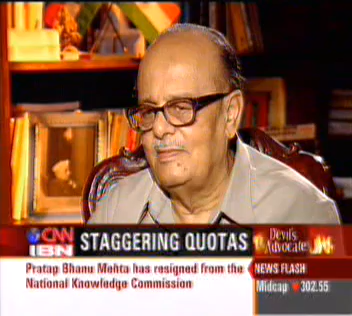 CNN
IBN
STAGGERING QUOTAS
Devil's
Advocate
Pratap Bhanu Mehta has resigned from the
National Knowledge Commission
NEWS FLASH
Midcap 302.55